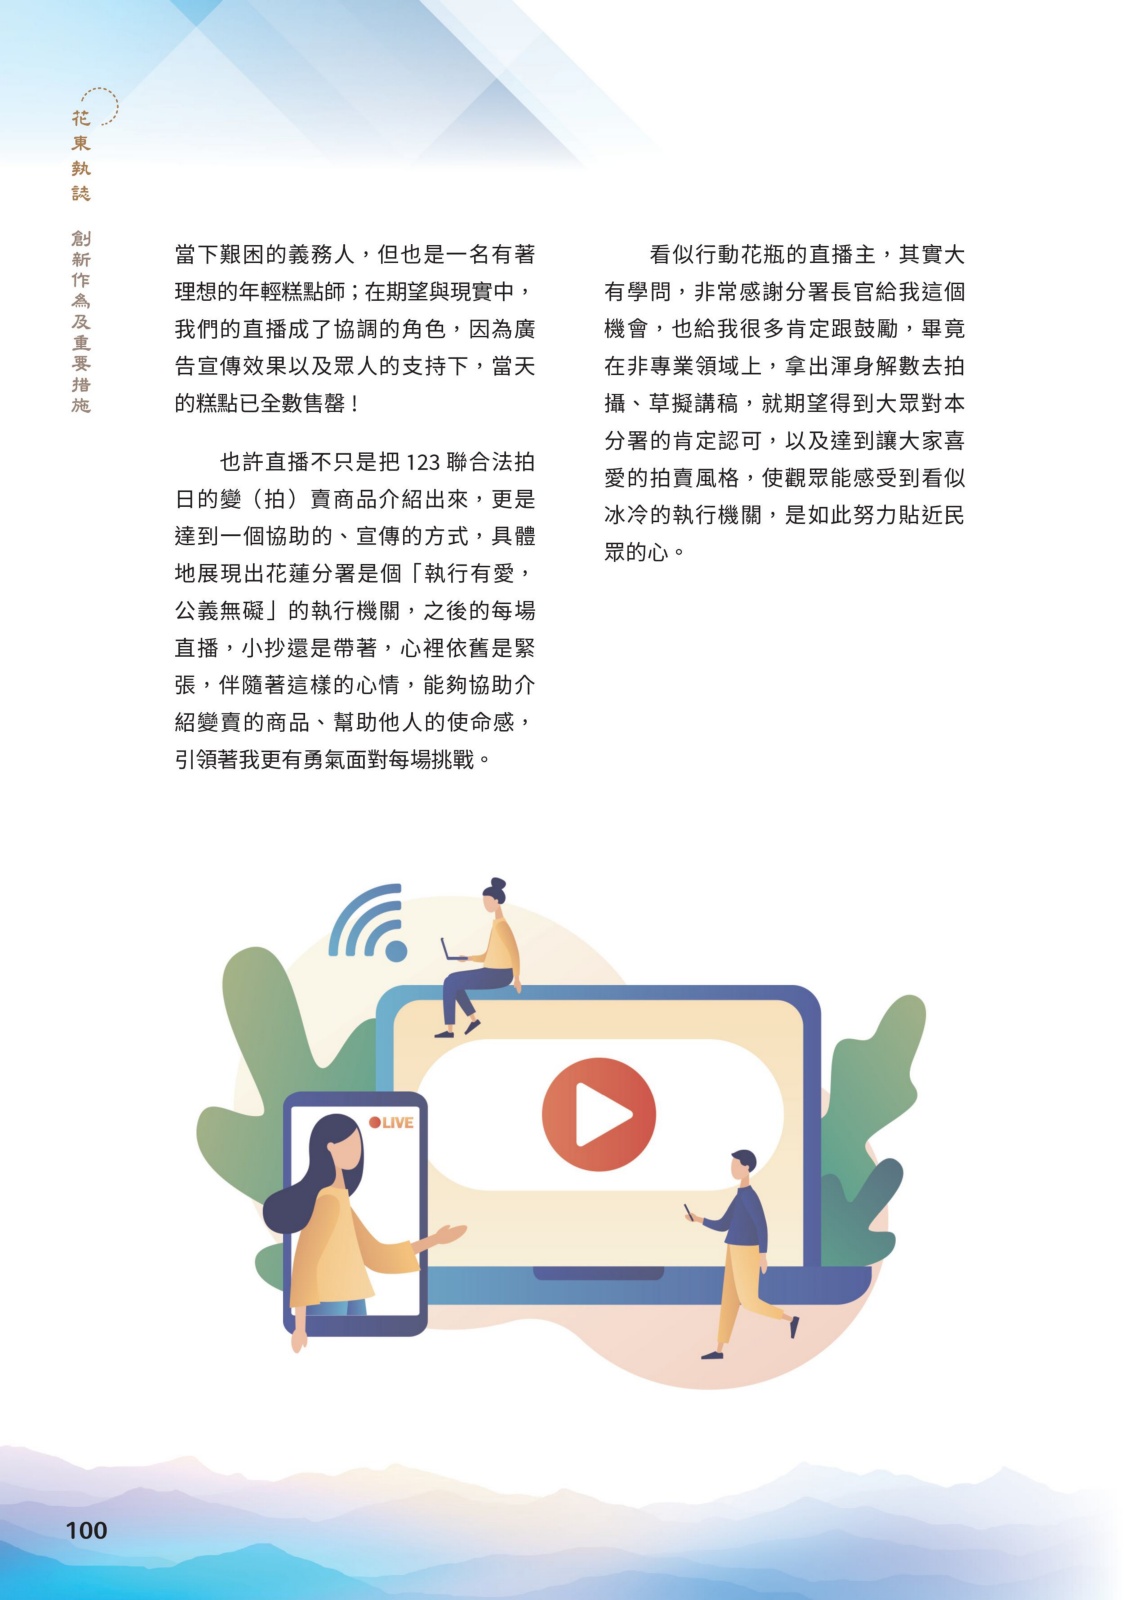 花東執誌
創新作為及重要措施
當下艱困的義務人，但也是一名有著
理想的年輕糕點師；在期望與現實中，
我們的直播成了協調的角色，因為廣
告宣傳效果以及眾人的支持下，當天
的糕點已全數售罄！
也許直播不只是把 123 聯合法拍
日的變（拍）賣商品介紹出來，更是
達到一個協助的、宣傳的方式，具體
地展現出花蓮分署是個「執行有愛，
公義無礙」的執行機關，之後的每場
直播，小抄還是帶著，心裡依舊是緊
張，伴隨著這樣的心情，能夠協助介
紹變賣的商品、幫助他人的使命感，
引領著我更有勇氣面對每場挑戰。
看似行動花瓶的直播主，其實大
有學問，非常感謝分署長官給我這個
機會，也給我很多肯定跟鼓勵，畢竟
在非專業領域上，拿出渾身解數去拍
攝、草擬講稿，就期望得到大眾對本
分署的肯定認可，以及達到讓大家喜
愛的拍賣風格，使觀眾能感受到看似
冰冷的執行機關，是如此努力貼近民
眾的心。
LIVE
100